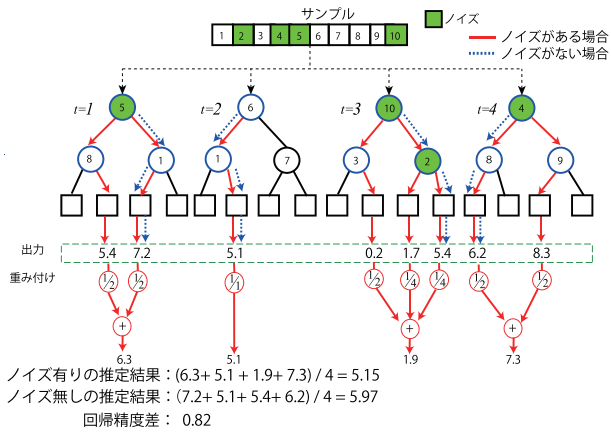 サンプル
1 2 3 4 5 6 7 8 9 10
ノイズ
ノイズがある場合
ノイズがない場合
t=1 5 t=2 6 t=3 10 t=4 4
8 1 1 7 3 2 8 9
出力 5.4 7.2 5.1 0.2 1.7 5.4 6.2 8.3
重み付け 1/2 1/2 1/1 1/2 1/4 1/4 1/2 1/2
+ + +
6.3 5.1 1.9 7.3
ノイズ有りの推定結果：(6.3+ 5.1 + 1.9+ 7.3) / 4 = 5.15
ノイズ無しの推定結果：(7.2+ 5.1+ 5.4+ 6.2) / 4 = 5.97
回帰精度差： 0.82